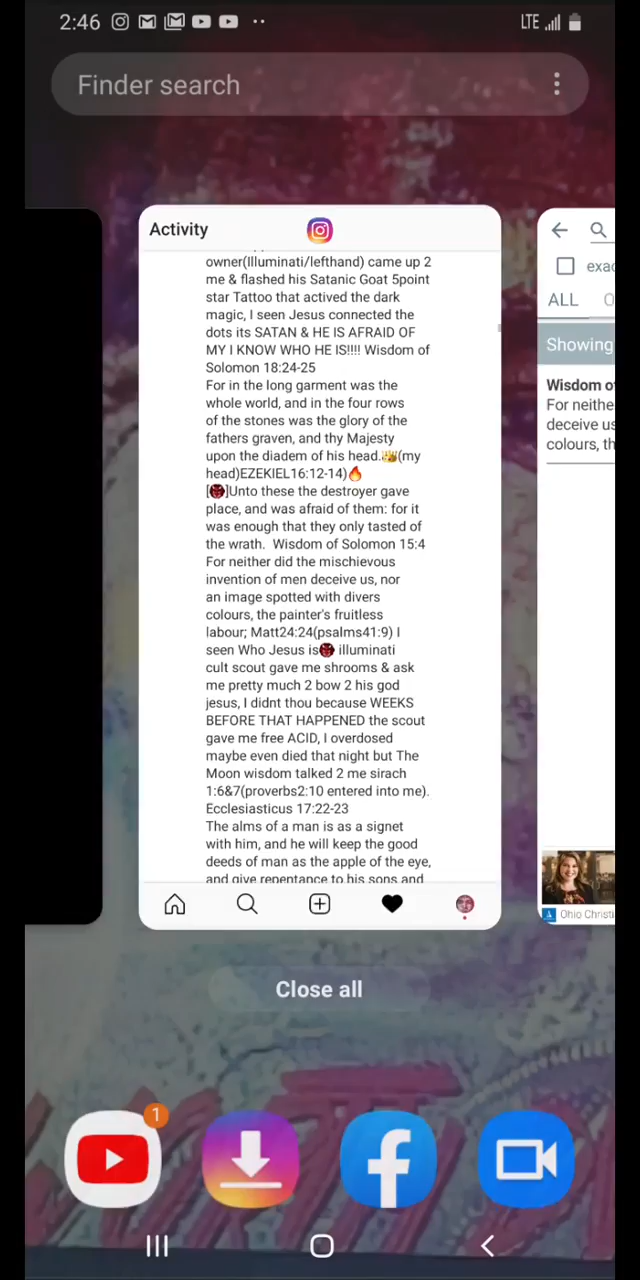 2:46
LTE
Finder search
Activity
owner(Illuminati/lefthand) came up 2
me & flashed his Satanic Goat 5point
star Tattoo that actived the dark
magic, I seen Jesus connected the
dots its SATAN & HE IS AFRAID OF
MY I KNOW WHO HE IS!!!! Wisdom of
Solomon 18:24-25
For in the long garment was the
whole world, and in the four rows
of the stones was the glory of the
fathers graven, and thy Majesty
upon the diadem of his head.👑(my
head)EZEKIEL16:12-14)🔥
[👹]Unto these the destroyer gave
place, and was afraid of them: for it
was enough that they only tasted of
the wrath.  Wisdom of Solomon 15:4
For neither did the mischievous
invention of men deceive us, nor
an image spotted with divers
colours, the painter's fruitless
labour; Matt24:24(psalms41:9) I
seen Who Jesus is👹 illuminati
cult scout gave me shrooms & ask
me pretty much 2 bow 2 his god
jesus, I didnt thou because WEEKS
BEFORE THAT HAPPENED the scout
gave me free ACID, I overdosed
maybe even died that night but The
Moon wisdom talked 2 me sirach
1:6&7(proverbs2:10 entered into me).
Ecclesiasticus 17:22-23
The alms of a man is as a signet
with him, and he will keep the good
deeds of man as the apple of the eye,
and give repentance to his sons and
exac
ALL
Showing
Wisdom o
For neithe
deceive us
colours, th
Ohio Christi
Close all
1